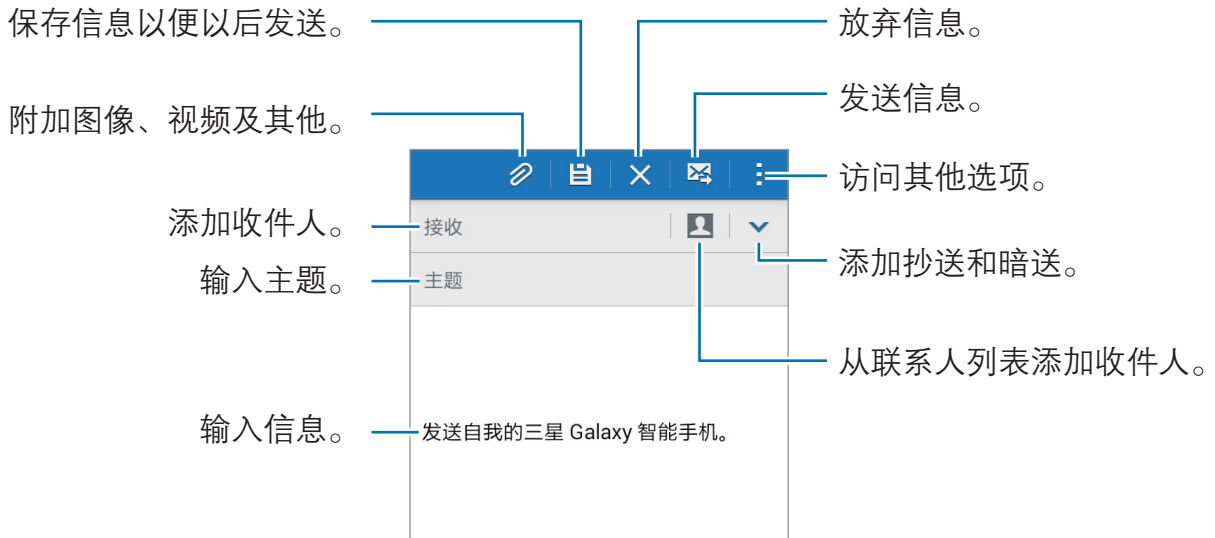 保存信息以便以后发送。
放弃信息。
发送信息。
附加图像、视频及其他。
访问其他选项。
添加收件人。
接收
添加抄送和暗送。
输入主题。
主题
从联系人列表添加收件人。
输入信息。
发送自我的三星 Galaxy 智能手机。